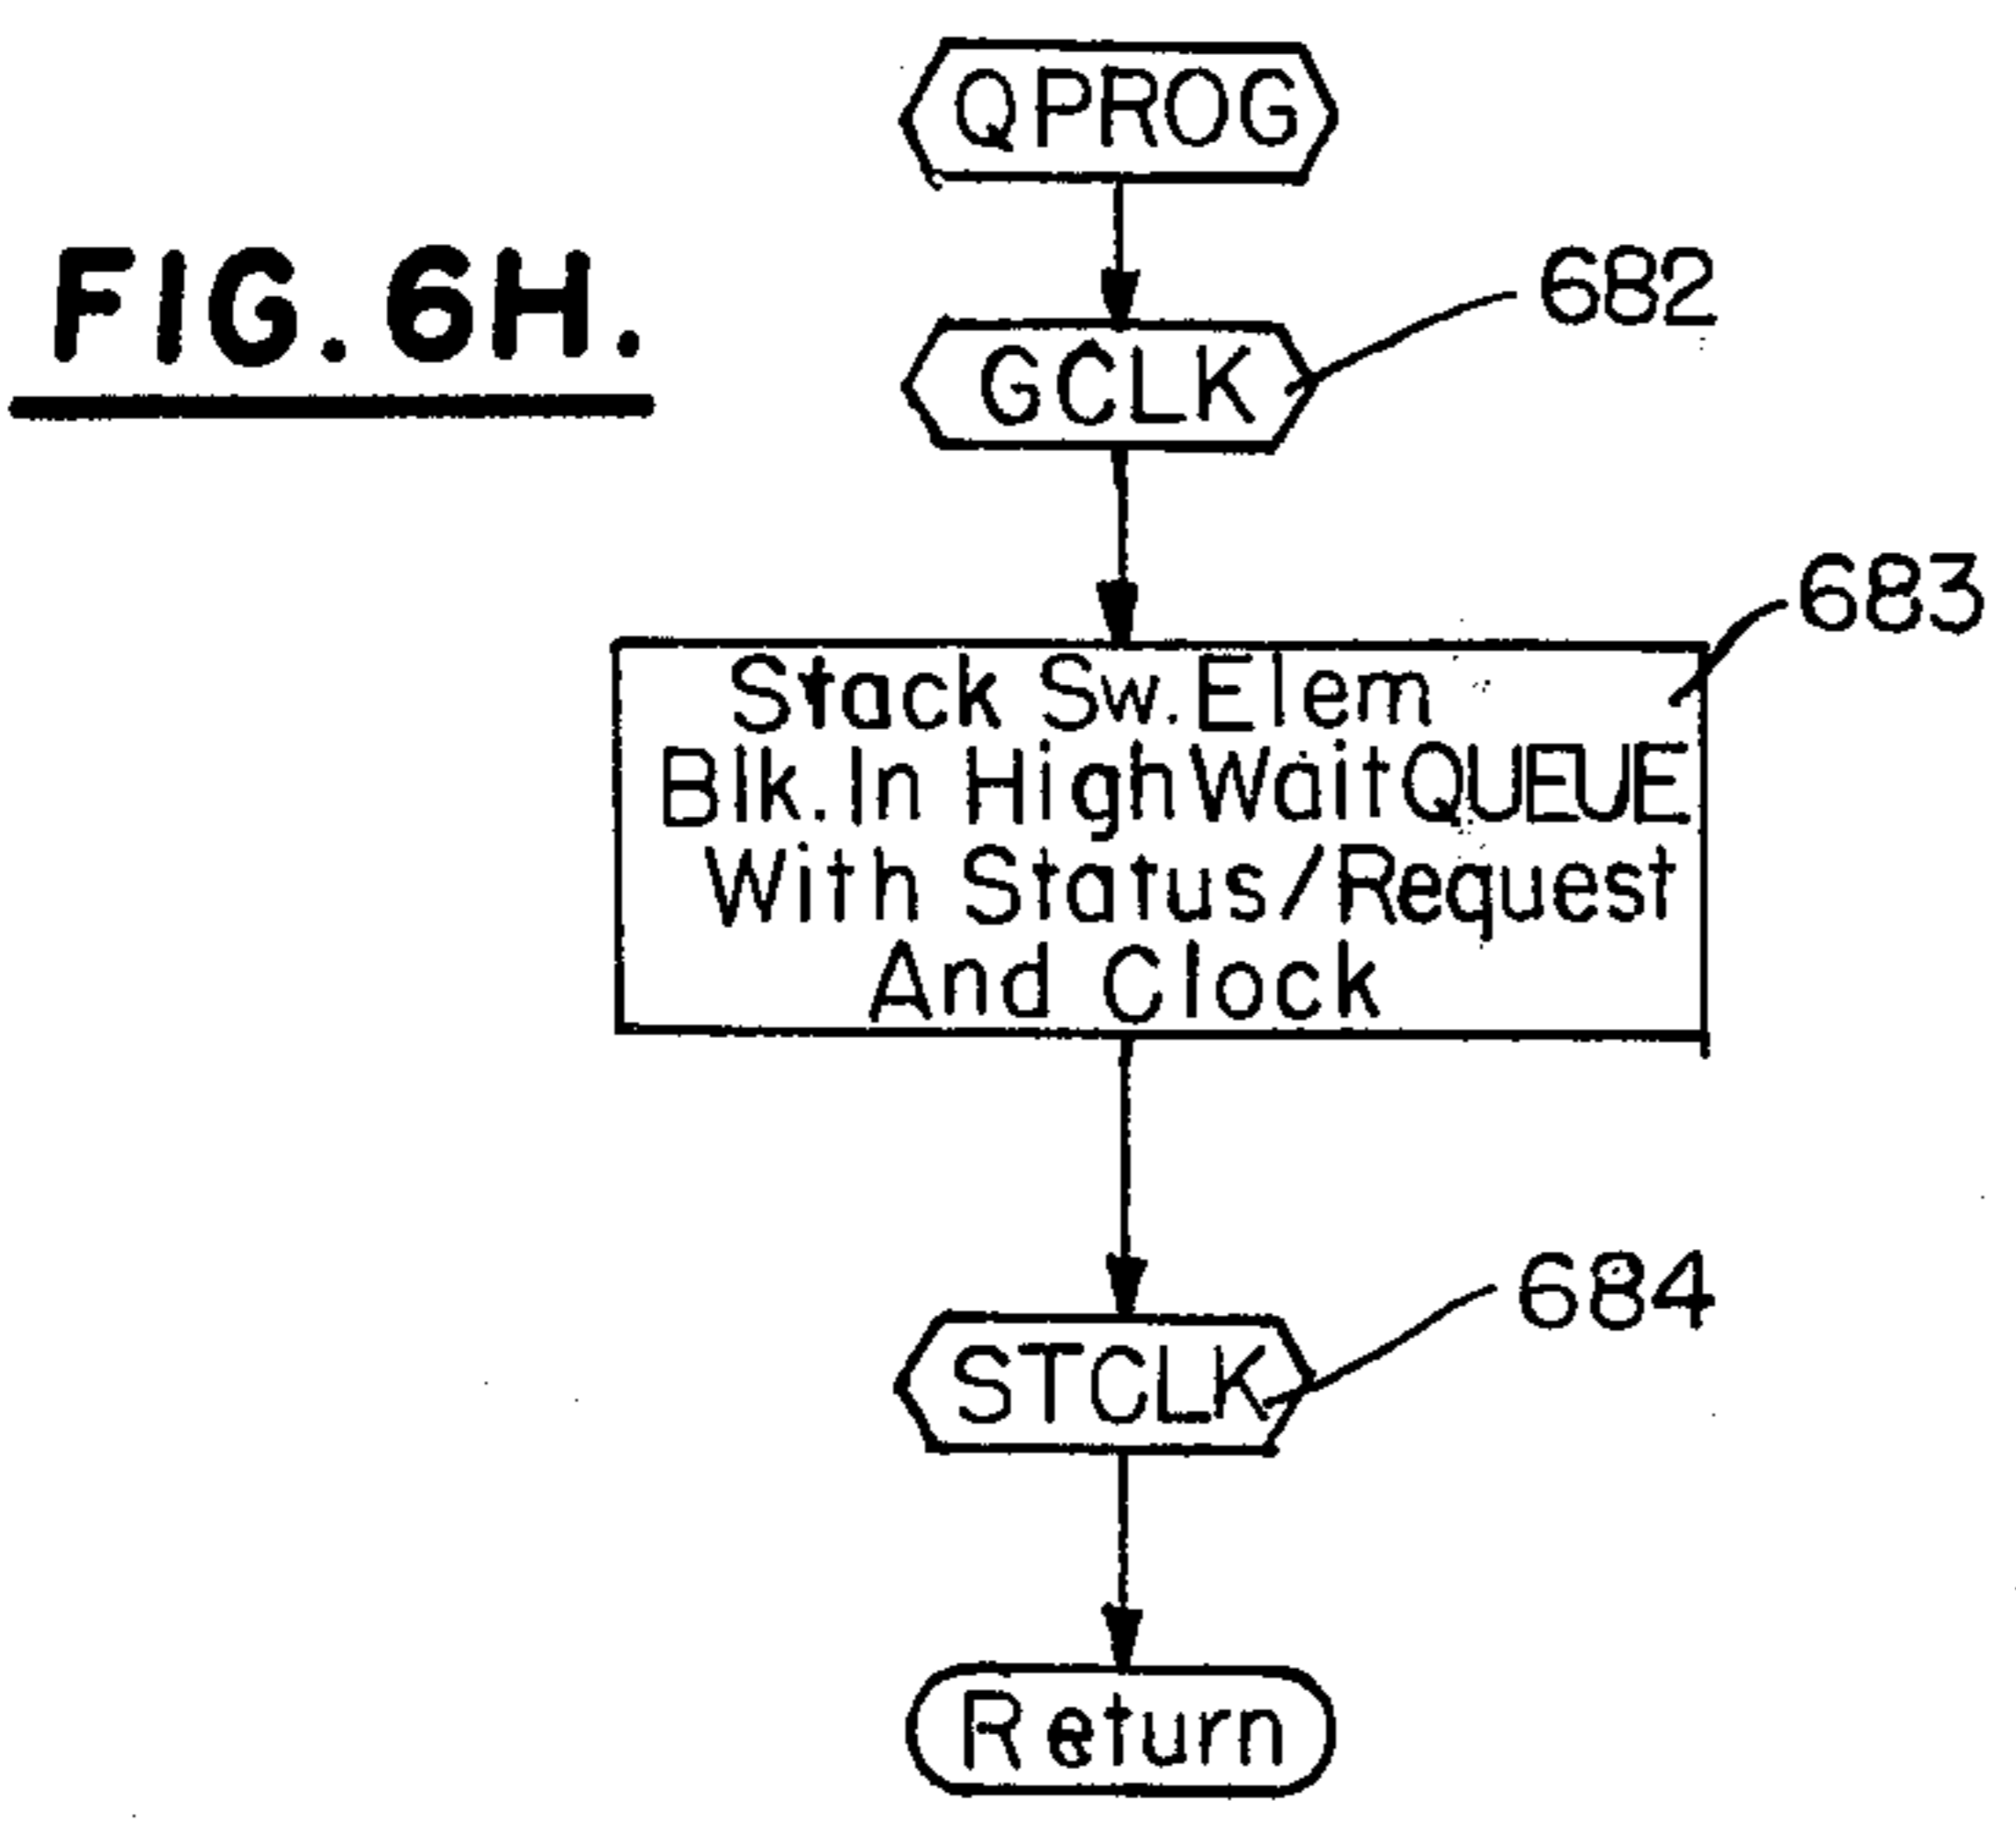 QPROG
FIG. 6H.
682
GCLK
683
Stack Sw. Elem
Blk. In High Wait QUEUE
With Status/Request
And Clock
684
STCLK
Return